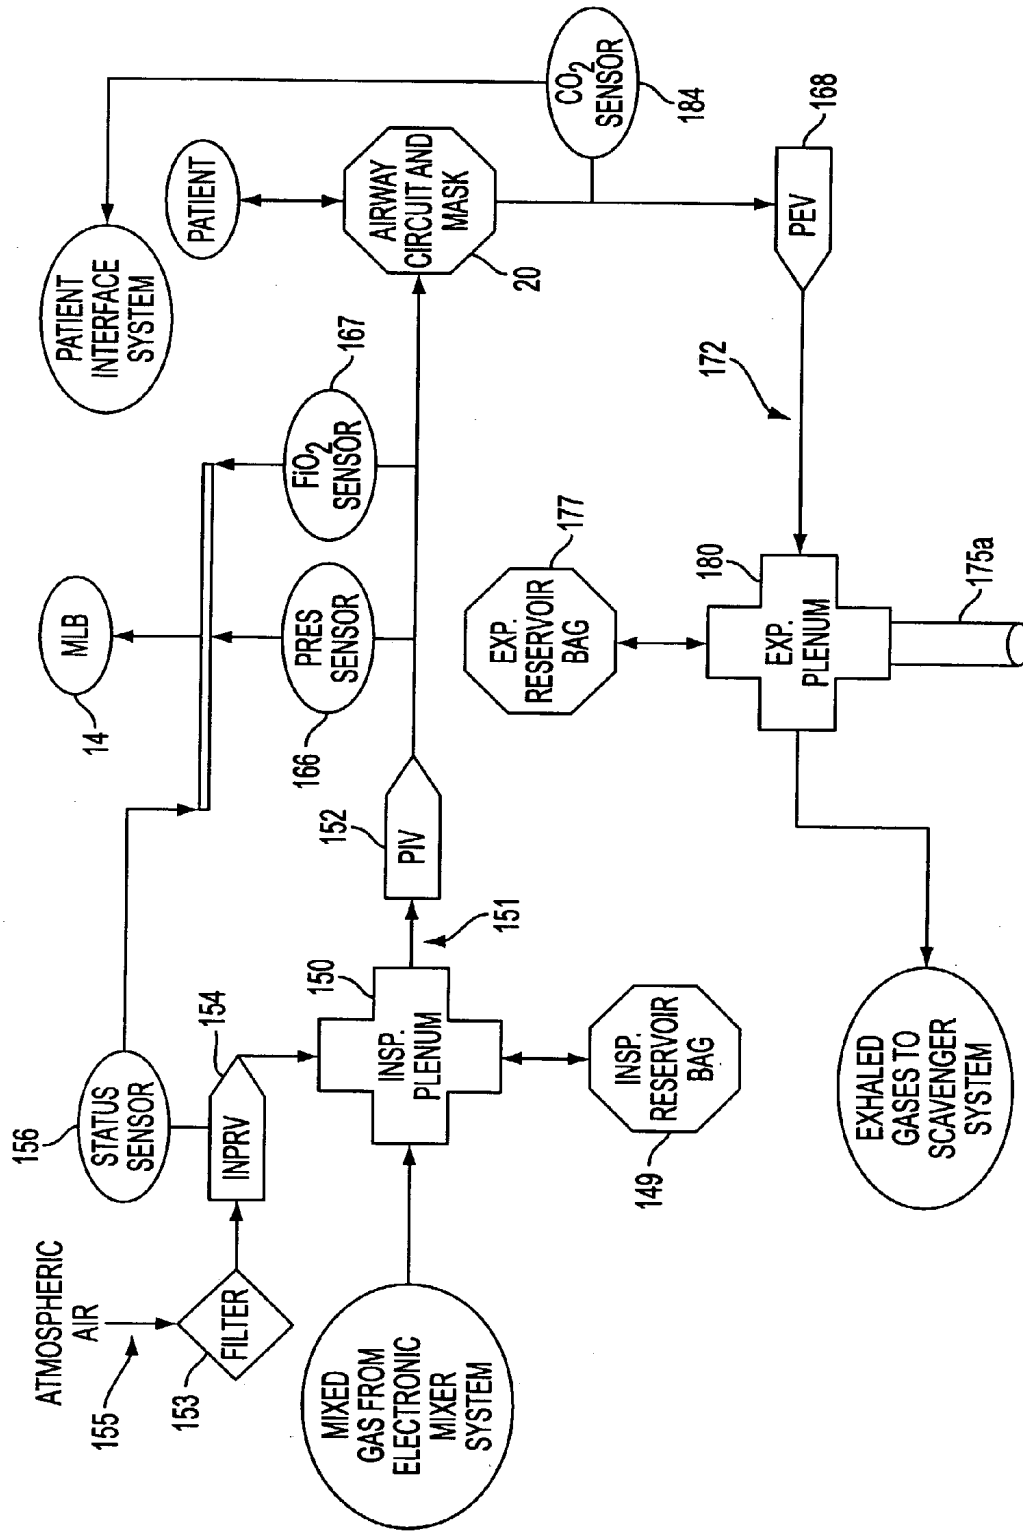 ATMOSPHERIC
AIR
155
153
FILTER
156
STATUS
SENSOR
INPRV
154
14
MLB
PATIENT
INTERFACE
SYSTEM
PATIENT
166
PRES
SENSOR
FiO2
SENSOR
167
MIXED
GAS FROM
ELECTRONIC
MIXER
SYSTEM
INSP.
PLENUM
150
151
152
PIV
AIRWAY
CIRCUIT AND
MASK
20
CO2
SENSOR
184
149
INSP.
RESERVOIR
BAG
EXP.
RESERVOIR
BAG
177
172
PEV
168
EXHALED
GASES TO
SCAVENGER
SYSTEM
EXP.
PLENUM
180
175a